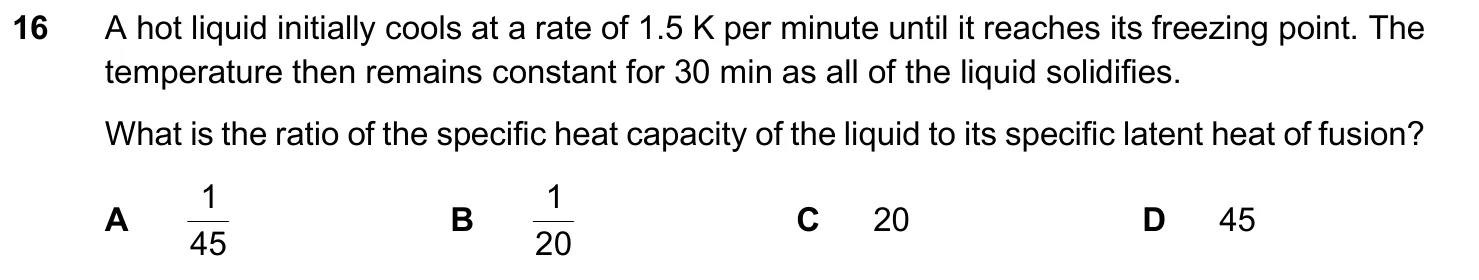 16 A hot liquid initially cools at a rate of 1.5 K per minute until it reaches its freezing point. The
temperature then remains constant for 30 min as all of the liquid solidifies.
What is the ratio of the specific heat capacity of the liquid to its specific latent heat of fusion?
A 1/45 B 1/20 C 20 D 45